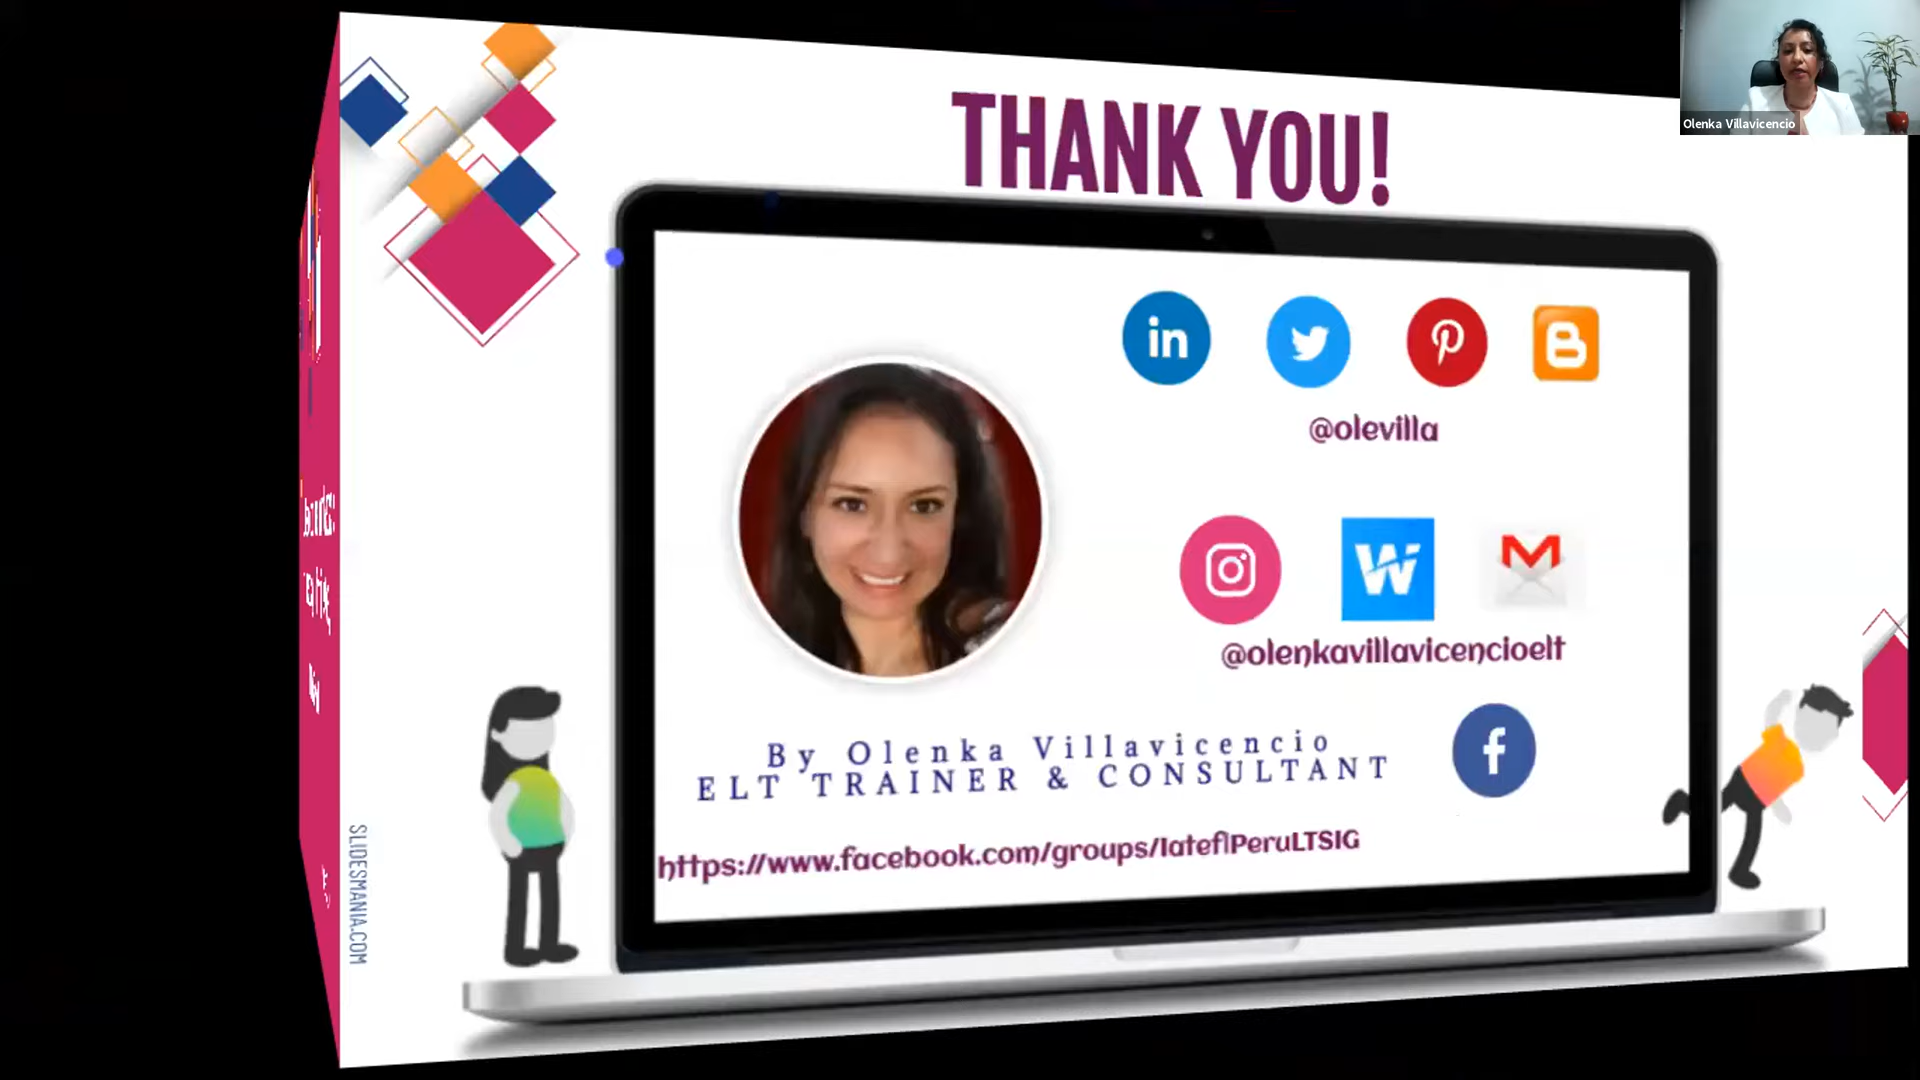 THANK YOU!
Olenka Villavicencio
in
@olevilla
@olenkavillavicencioelt
By Olenka Villavicencio
ELT TRAINER & CONSULTANT
https://www.facebook.com/groups/IateflPeruLTSIG
SLIDESMANIA.COM